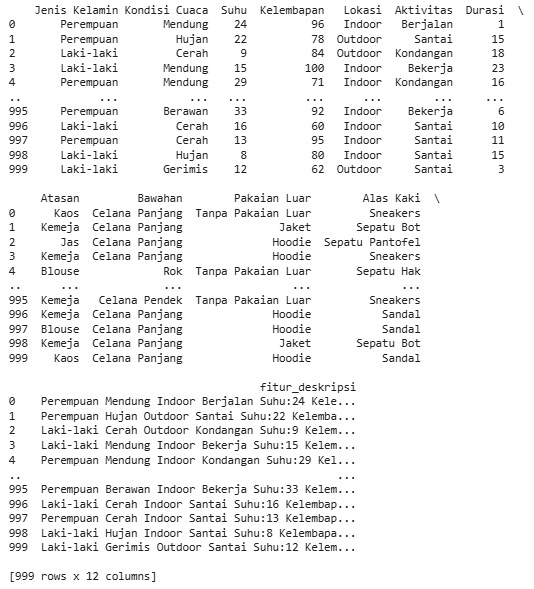 Jenis Kelamin Kondisi Cuaca  Suhu  Kelembapan   Lokasi  Aktivitas  Durasi  \
0       Perempuan       Mendung    24          96   Indoor   Berjalan       1
1       Perempuan         Hujan    22          78  Outdoor     Santai      15
2       Laki-laki         Cerah     9          84  Outdoor  Kondangan      18
3       Laki-laki       Mendung    15         100   Indoor    Bekerja      23
4       Perempuan       Mendung    29          71   Indoor  Kondangan      16
..            ...           ...   ...         ...      ...        ...     ...
995     Perempuan       Berawan    33          92   Indoor    Bekerja       6
996     Laki-laki         Cerah    16          60   Indoor     Santai      10
997     Perempuan         Cerah    13          95   Indoor     Santai      11
998     Laki-laki         Hujan     8          80   Indoor     Santai      15
999     Laki-laki       Gerimis    12          62  Outdoor     Santai       3
Atasan         Bawahan        Pakaian Luar        Alas Kaki  \
0      Kaos  Celana Panjang  Tanpa Pakaian Luar         Sneakers
1    Kemeja  Celana Panjang               Jaket       Sepatu Bot
2       Jas  Celana Panjang              Hoodie  Sepatu Pantofel
3    Kemeja  Celana Panjang              Hoodie         Sneakers
4    Blouse             Rok  Tanpa Pakaian Luar       Sepatu Hak
..      ...             ...                 ...              ...
995  Kemeja   Celana Pendek  Tanpa Pakaian Luar         Sneakers
996  Kemeja  Celana Panjang              Hoodie           Sandal
997  Blouse  Celana Panjang              Hoodie           Sandal
998  Kemeja  Celana Panjang               Jaket       Sepatu Bot
999    Kaos  Celana Panjang              Hoodie           Sandal
fitur_deskripsi
0    Perempuan Mendung Indoor Berjalan Suhu:24 Kele...
1    Perempuan Hujan Outdoor Santai Suhu:22 Kelemba...
2    Laki-laki Cerah Outdoor Kondangan Suhu:9 Kelem...
3    Laki-laki Mendung Indoor Bekerja Suhu:15 Kelem...
4    Perempuan Mendung Indoor Kondangan Suhu:29 Kel...
..                                                 ...
995  Perempuan Berawan Indoor Bekerja Suhu:33 Kelem...
996  Laki-laki Cerah Indoor Santai Suhu:16 Kelembap...
997  Perempuan Cerah Indoor Santai Suhu:13 Kelembap...
998  Laki-laki Hujan Indoor Santai Suhu:8 Kelembapa...
999  Laki-laki Gerimis Outdoor Santai Suhu:12 Kelem...
[999 rows x 12 columns]